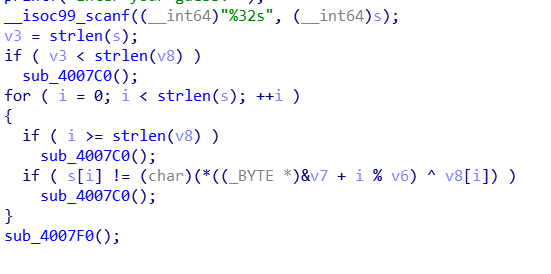 __isoc99_scanf((__int64)"%32s", (__int64)s);
v3 = strlen(s);
if ( v3 < strlen(v8) )
sub_4007C0();
for ( i = 0; i < strlen(s); ++i )
{
if ( i >= strlen(v8) )
sub_4007C0();
if ( s[i] != (char)(*((_BYTE *)&v7 + i % v6) ^ v8[i]) )
sub_4007C0();
}
sub_4007F0();